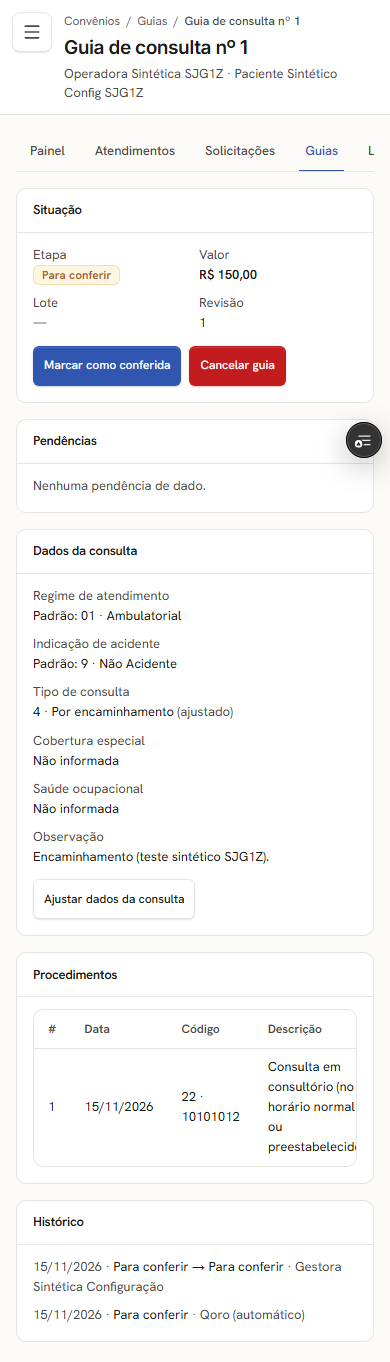 Convênios / Guias / Guia de consulta nº 1
Guia de consulta nº 1
Operadora Sintética SJG1Z · Paciente Sintético
Config SJG1Z
Painel Atendimentos Solicitações Guias L
Situação
Etapa Valor
Para conferir R$ 150,00
Lote Revisão
— 1
Marcar como conferida Cancelar guia
Pendências
Nenhuma pendência de dado.
Dados da consulta
Regime de atendimento
Padrão: 01 · Ambulatorial
Indicação de acidente
Padrão: 9 · Não Acidente
Tipo de consulta
4 · Por encaminhamento (ajustado)
Cobertura especial
Não informada
Saúde ocupacional
Não informada
Observação
Encaminhamento (teste sintético SJG1Z).
Ajustar dados da consulta
Procedimentos
# Data Código Descrição
1 15/11/2026 22 · 10101012 Consulta em
consultório (no
horário normal
ou
preestabelecid
Histórico
15/11/2026 · Para conferir → Para conferir · Gestora
Sintética Configuração
15/11/2026 · Para conferir · Qoro (automático)